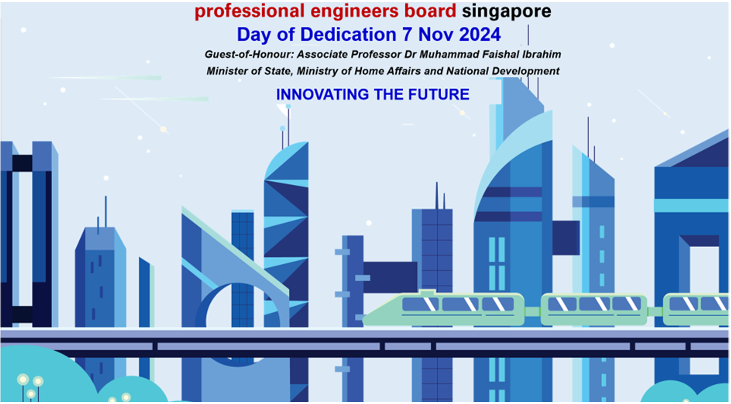 professional engineers board singapore
Day of Dedication 7 Nov 2024
Guest-of-Honour: Associate Professor Dr Muhammad Faishal Ibrahim
Minister of State, Ministry of Home Affairs and National Development
INNOVATING THE FUTURE